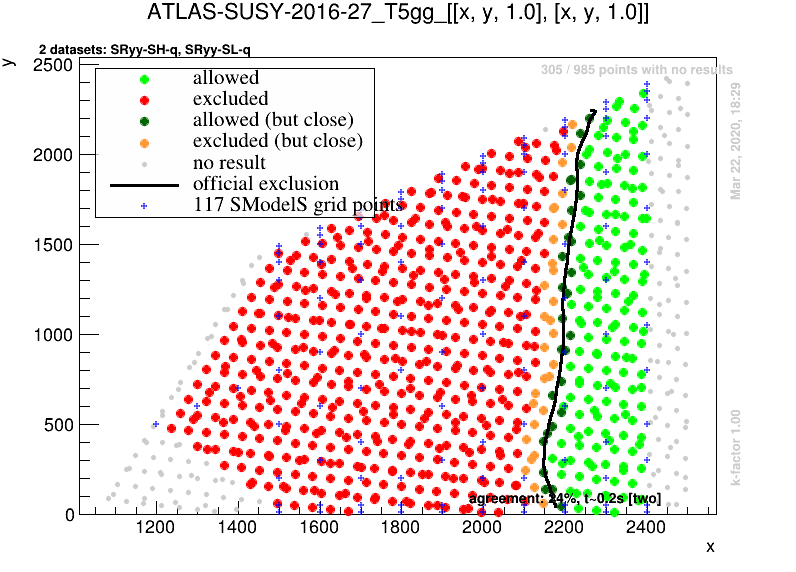 ATLAS-SUSY-2016-27_T5gg_[[x, y, 1.0], [x, y, 1.0]]
2 datasets: SRyy-SH-q, SRyy-SL-q
y
305 / 985 points with no results
allowed
excluded
allowed (but close)
excluded (but close)
no result
official exclusion
117 SModelS grid points
2500
2000
1500
1000
500
0
Mar 22, 2020, 18:29
k-factor 1.00
agreement: 24%, t~0.2s [two]
1200 1400 1600 1800 2000 2200 2400
x